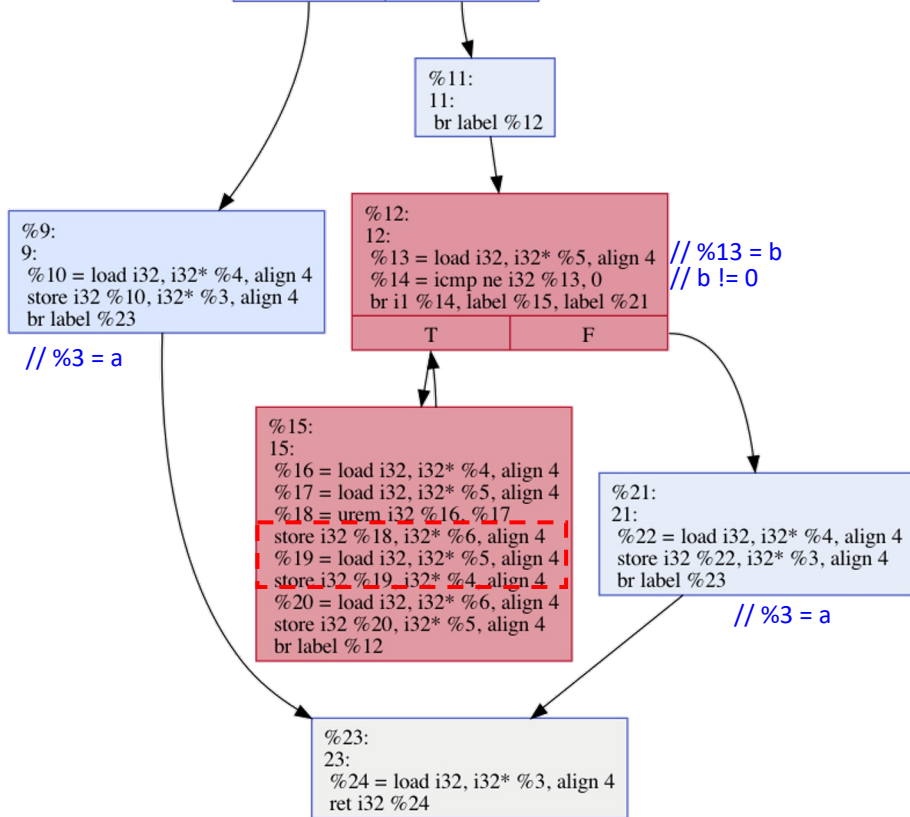 %11:
11:
br label %12
%9:
9:
%10 = load i32, i32* %4, align 4
store i32 %10, i32* %3, align 4
br label %23
// %3 = a
%12:
12:
%13 = load i32, i32* %5, align 4
// %13 = b
%14 = icmp ne i32 %13, 0
// b != 0
br i1 %14, label %15, label %21
T
F
%15:
15:
%16 = load i32, i32* %4, align 4
%17 = load i32, i32* %5, align 4
%18 = urem i32 %16, %17
store i32 %18, i32* %6, align 4
%19 = load i32, i32* %5, align 4
store i32 %19, i32* %4, align 4
%20 = load i32, i32* %6, align 4
store i32 %20, i32* %5, align 4
br label %12
%21:
21:
%22 = load i32, i32* %4, align 4
store i32 %22, i32* %3, align 4
br label %23
// %3 = a
%23:
23:
%24 = load i32, i32* %3, align 4
ret i32 %24